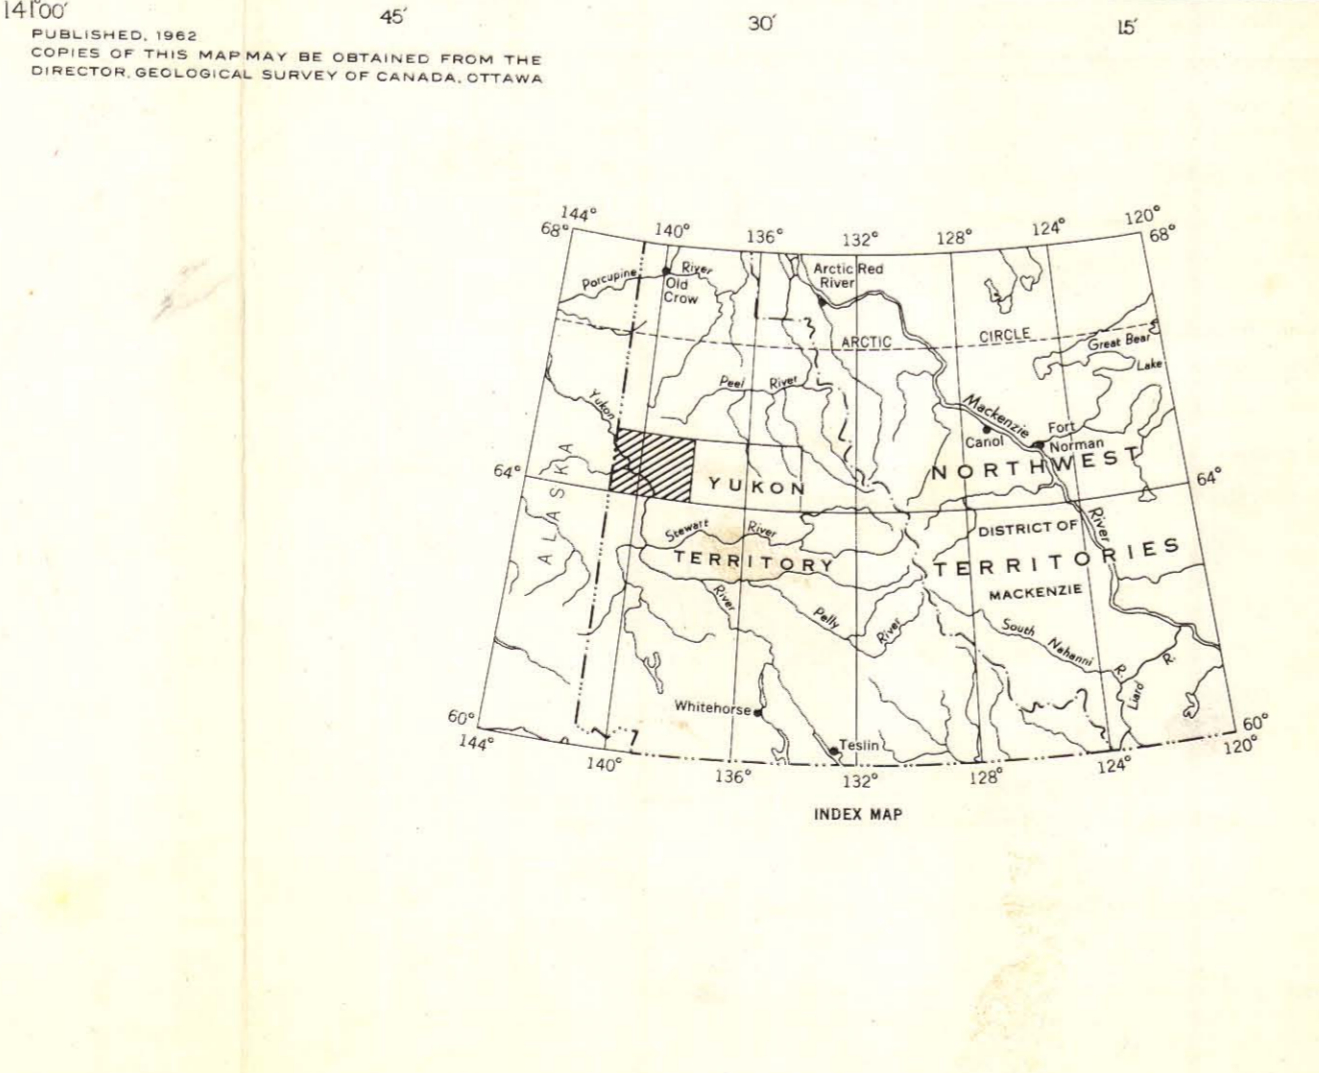 141°00′ 45′ 30′ 15′
PUBLISHED, 1962
COPIES OF THIS MAP MAY BE OBTAINED FROM THE
DIRECTOR, GEOLOGICAL SURVEY OF CANADA, OTTAWA
144° 140° 136° 132° 128° 124° 120°
68° 68°
Porcupine River
Old
Crow
Arctic Red
River
ARCTIC CIRCLE
Great Bear
Lake
Peel River
Yukon
Mackenzie
Canol
Fort
Norman
64° 64°
ALASKA
YUKON
NORTHWEST
Stewart River
DISTRICT OF
River
TERRITORY
TERRITORIES
MACKENZIE
River
Pelly
River
South Nahanni
R.
R.
Liard
Whitehorse
Teslin
60° 60°
144° 140° 136° 132° 128° 124° 120°
INDEX MAP